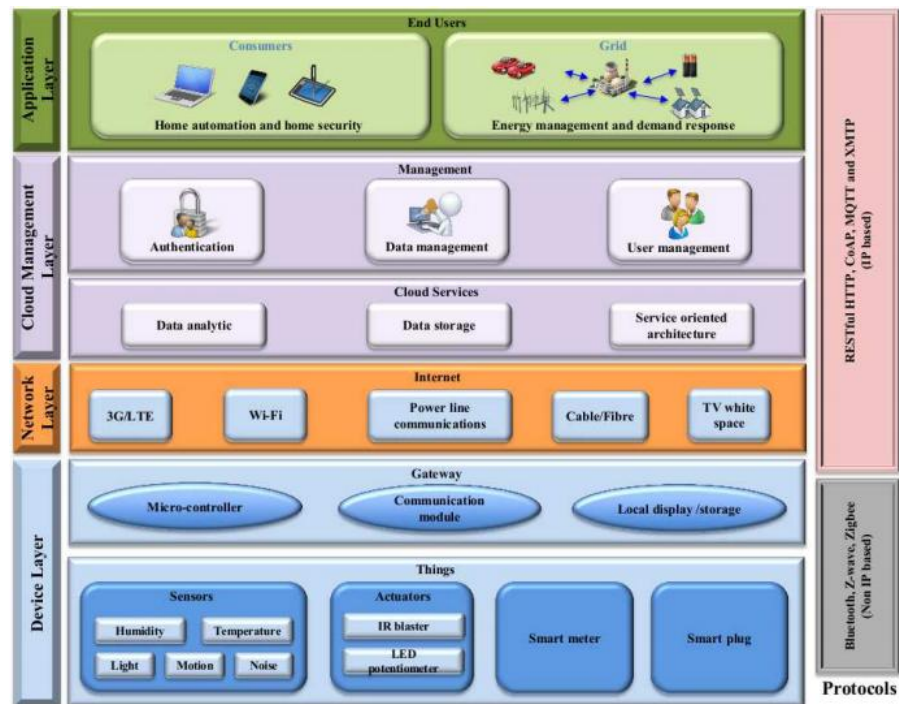 Application
Layer
End Users
Consumers
Home automation and home security
Grid
Energy management and demand response
Cloud Management
Layer
Management
Authentication
Data management
User management
Cloud Services
Data analytic
Data storage
Service oriented
architecture
Network
Layer
Internet
3G/LTE
Wi-Fi
Power line
communications
Cable/Fibre
TV white
space
Device Layer
Gateway
Micro-controller
Communication
module
Local display /storage
Things
Sensors
Humidity
Temperature
Light
Motion
Noise
Actuators
IR blaster
LED
potentiometer
Smart meter
Smart plug
RESTful HTTP, CoAP, MQTT and XMTP
(IP based)
Bluetooth, Z-wave, Zigbee
(Non IP based)
Protocols